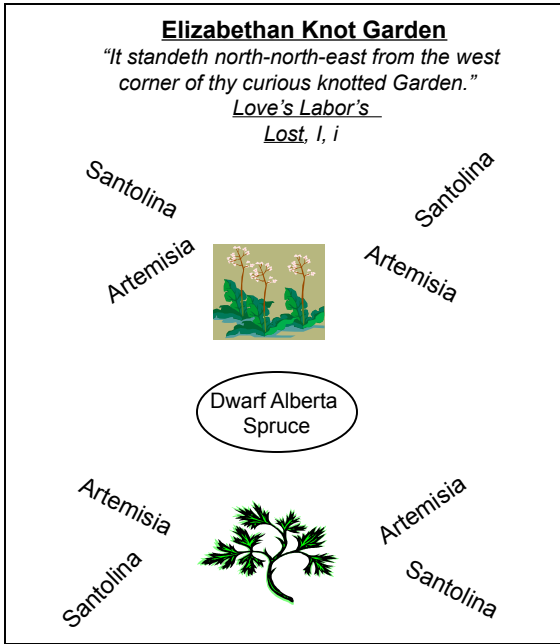 Elizabethan Knot Garden
“It standeth north-north-east from the west
corner of thy curious knotted Garden.”
Love’s Labor’s
Lost, I, i
Santolina
Santolina
Artemisia
Artemisia
Dwarf Alberta
Spruce
Artemisia
Artemisia
Santolina
Santolina